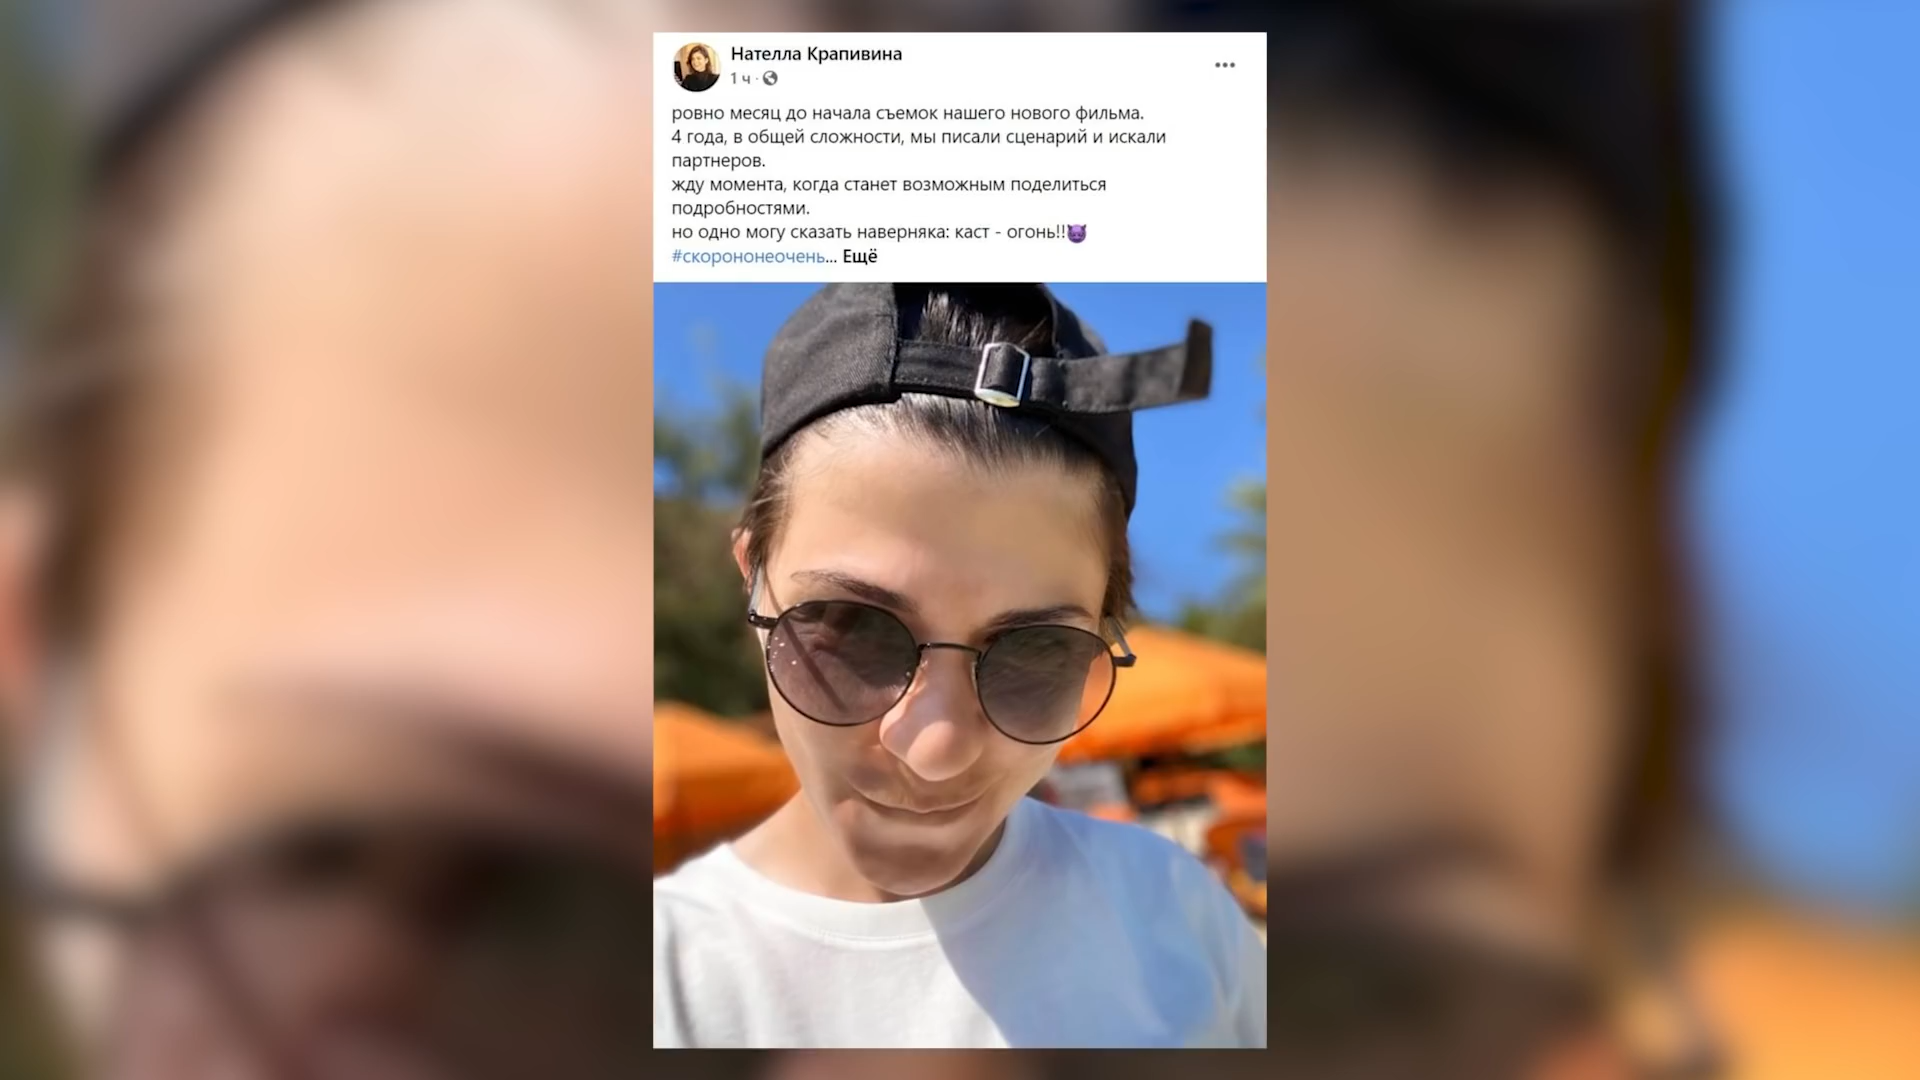 Нателла Крапивина
1 ч ·
ровно месяц до начала съемок нашего нового фильма.
4 года, в общей сложности, мы писали сценарий и искали
партнеров.
жду момента, когда станет возможным поделиться
подробностями.
но одно могу сказать наверняка: каст - огонь!!😈
#скорононеочень... Ещё